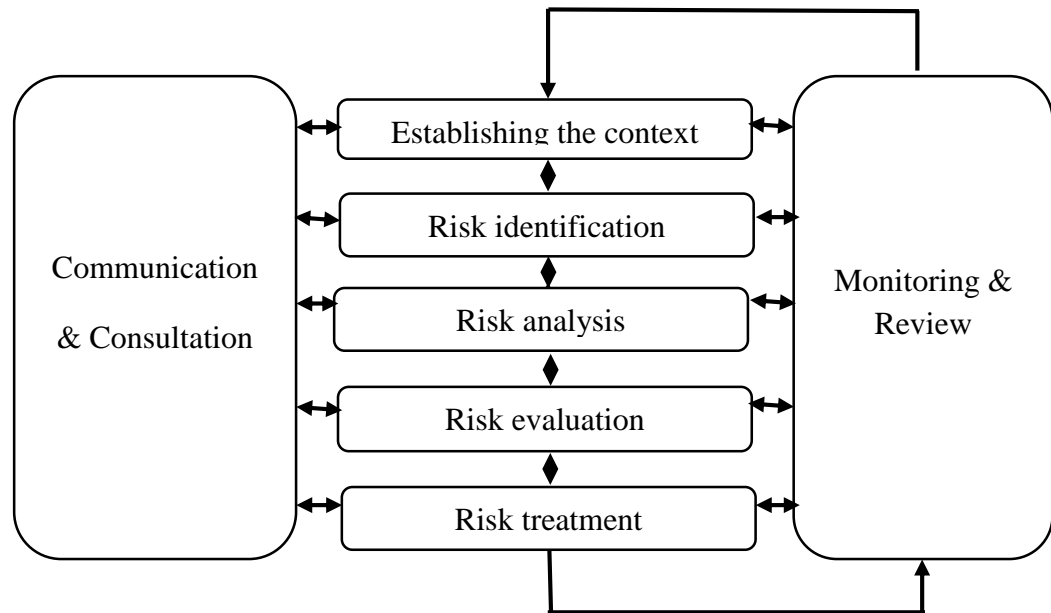 Establishing the context
Risk identification
Communication
& Consultation
Risk analysis
Monitoring &
Review
Risk evaluation
Risk treatment